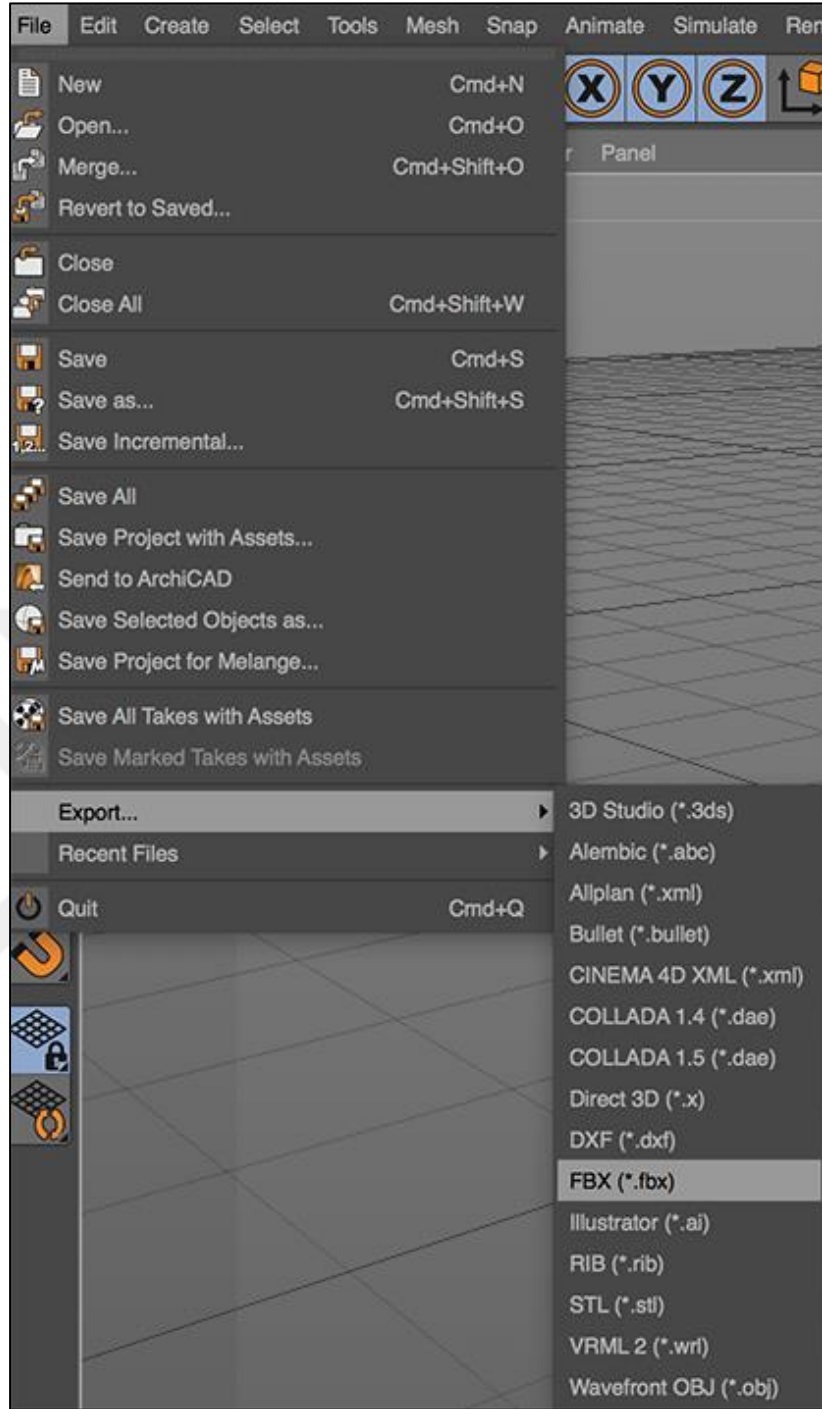 File Edit Create Select Tools Mesh Snap Animate Simulate Ren
X Y Z
r Panel
New Cmd+N
Open... Cmd+O
Merge... Cmd+Shift+O
Revert to Saved...
Close
Close All Cmd+Shift+W
Save Cmd+S
Save as... Cmd+Shift+S
1,2... Save Incremental...
Save All
Save Project with Assets...
Send to ArchiCAD
Save Selected Objects as...
Save Project for Melange...
Save All Takes with Assets
Save Marked Takes with Assets
Export...
Recent Files
Quit Cmd+Q
3D Studio (*.3ds)
Alembic (*.abc)
Allplan (*.xml)
Bullet (*.bullet)
CINEMA 4D XML (*.xml)
COLLADA 1.4 (*.dae)
COLLADA 1.5 (*.dae)
Direct 3D (*.x)
DXF (*.dxf)
FBX (*.fbx)
Illustrator (*.ai)
RIB (*.rib)
STL (*.stl)
VRML 2 (*.wrl)
Wavefront OBJ (*.obj)